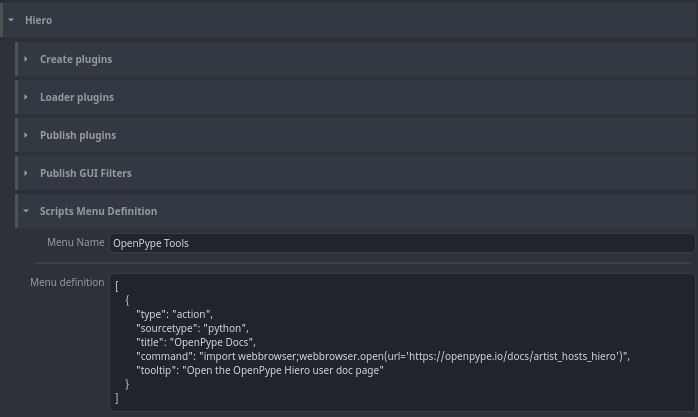 Hiero
Create plugins
Loader plugins
Publish plugins
Publish GUI Filters
Scripts Menu Definition
Menu Name OpenPype Tools
Menu definition
[
{
"type": "action",
"sourcetype": "python",
"title": "OpenPype Docs",
"command": "import webbrowser;webbrowser.open(url='https://openpype.io/docs/artist_hosts_hiero')",
"tooltip": "Open the OpenPype Hiero user doc page"
}
]